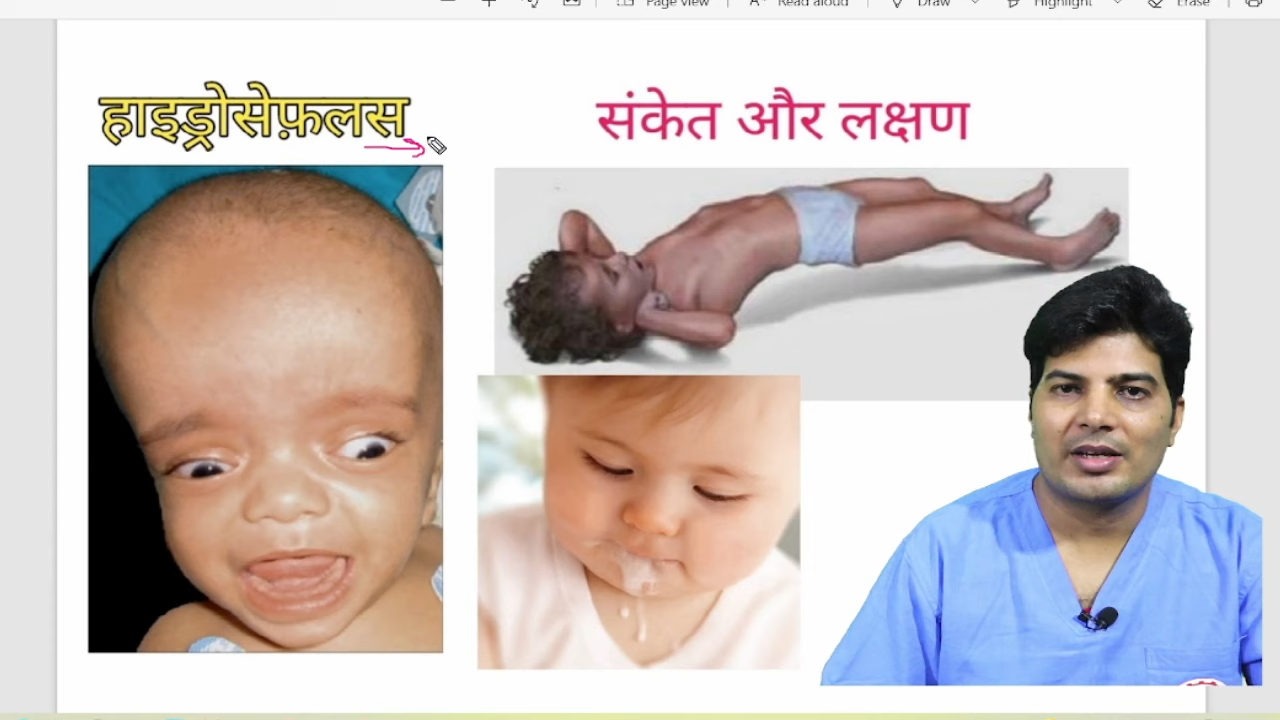 Page view
Read aloud
Draw
Highlight
Erase
हाइड्रोसेफ़लस
संकेत और लक्षण